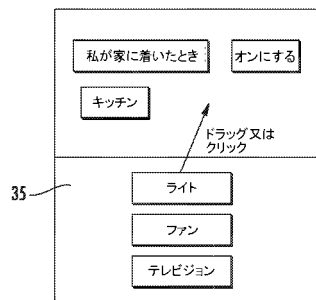 私が家に着いたとき
オンにする
キッチン
ドラッグ又は
クリック
35
ライト
ファン
テレビジョン